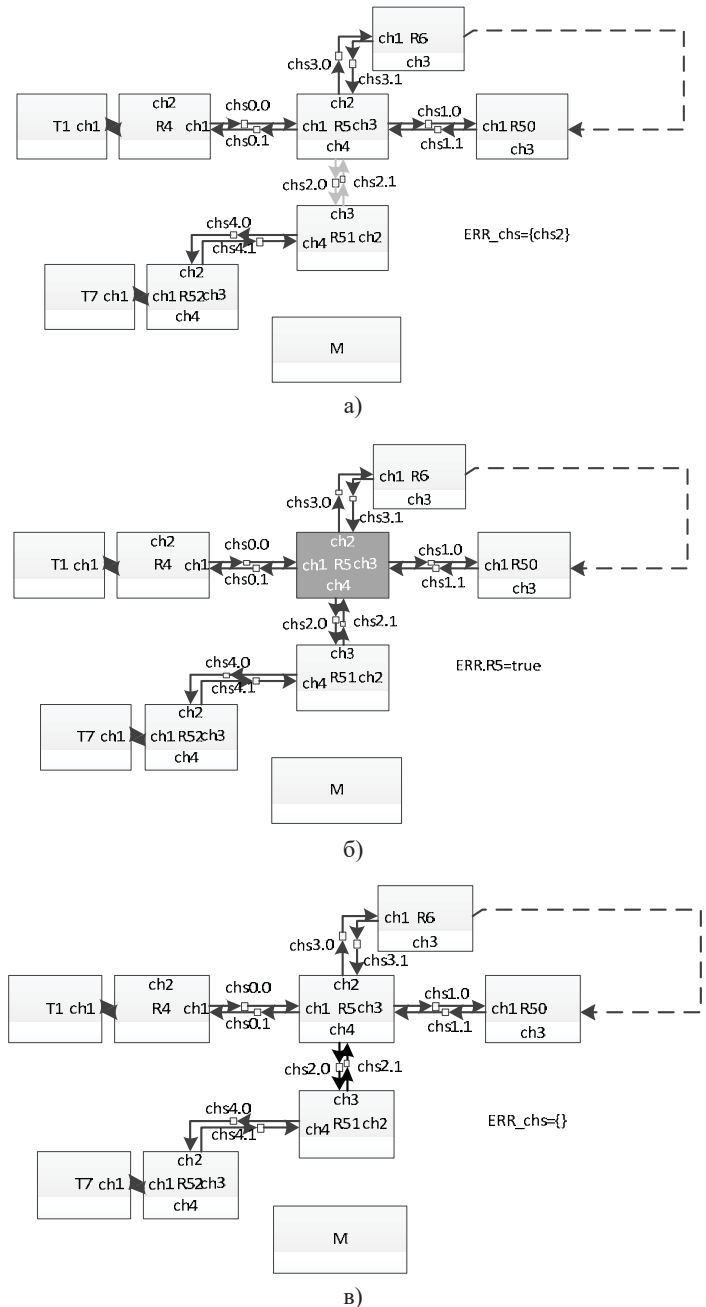 ch1 R6
ch3
chs3.0
chs3.1
ch2
ch2
T1 ch1
R4
ch1
chs0.0
chs0.1
ch1 R5 ch3
ch4
chs1.0
chs1.1
ch1 R50
ch3
chs2.0
chs2.1
ch3
R51 ch2
ch4
ERR_chs={chs2}
chs4.0
chs4.1
ch2
T7 ch1
ch1 R52 ch3
ch4
M
а)
ch1 R6
ch3
chs3.0
chs3.1
ch2
ch2
T1 ch1
R4
ch1
chs0.0
chs0.1
ch1 R5 ch3
ch4
chs1.0
chs1.1
ch1 R50
ch3
chs2.0
chs2.1
ch3
R51 ch2
ch4
ERR.R5=true
chs4.0
chs4.1
ch2
T7 ch1
ch1 R52 ch3
ch4
M
б)
ch1 R6
ch3
chs3.0
chs3.1
ch2
ch2
T1 ch1
R4
ch1
chs0.0
chs0.1
ch1 R5 ch3
ch4
chs1.0
chs1.1
ch1 R50
ch3
chs2.0
chs2.1
ch3
R51 ch2
ch4
ERR_chs={}
chs4.0
chs4.1
ch2
T7 ch1
ch1 R52 ch3
ch4
M
в)